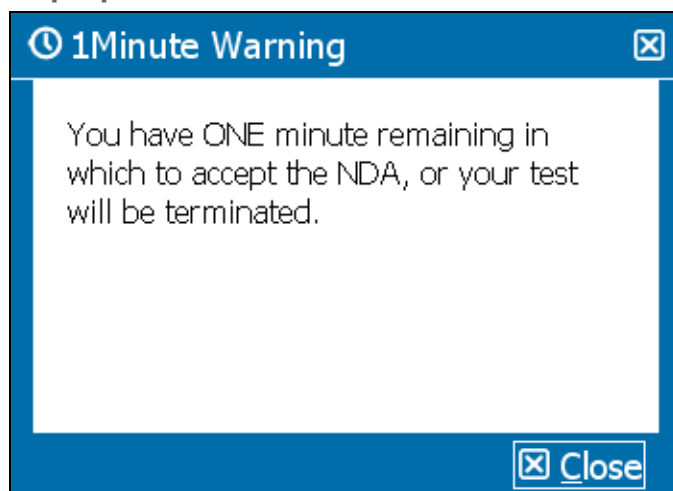 1Minute Warning
You have ONE minute remaining in
which to accept the NDA, or your test
will be terminated.
Close